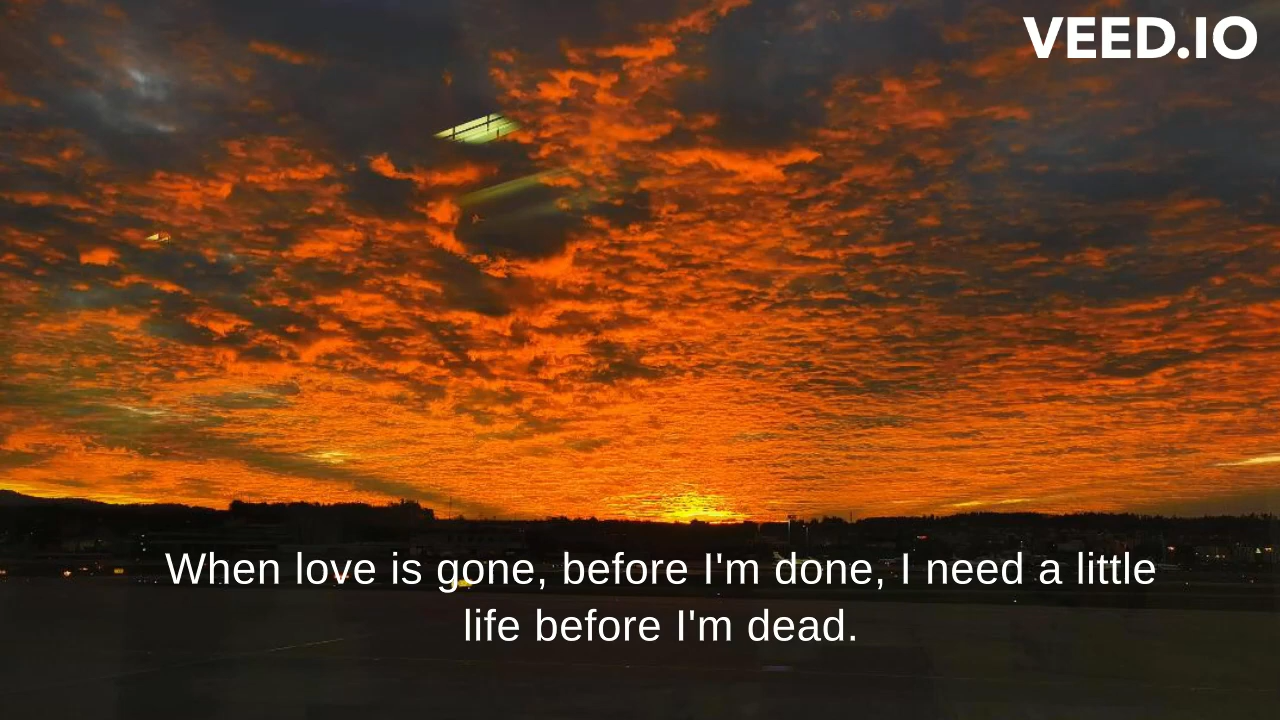 VEED.IO
When love is gone, before I'm done, I need a little
life before I'm dead.